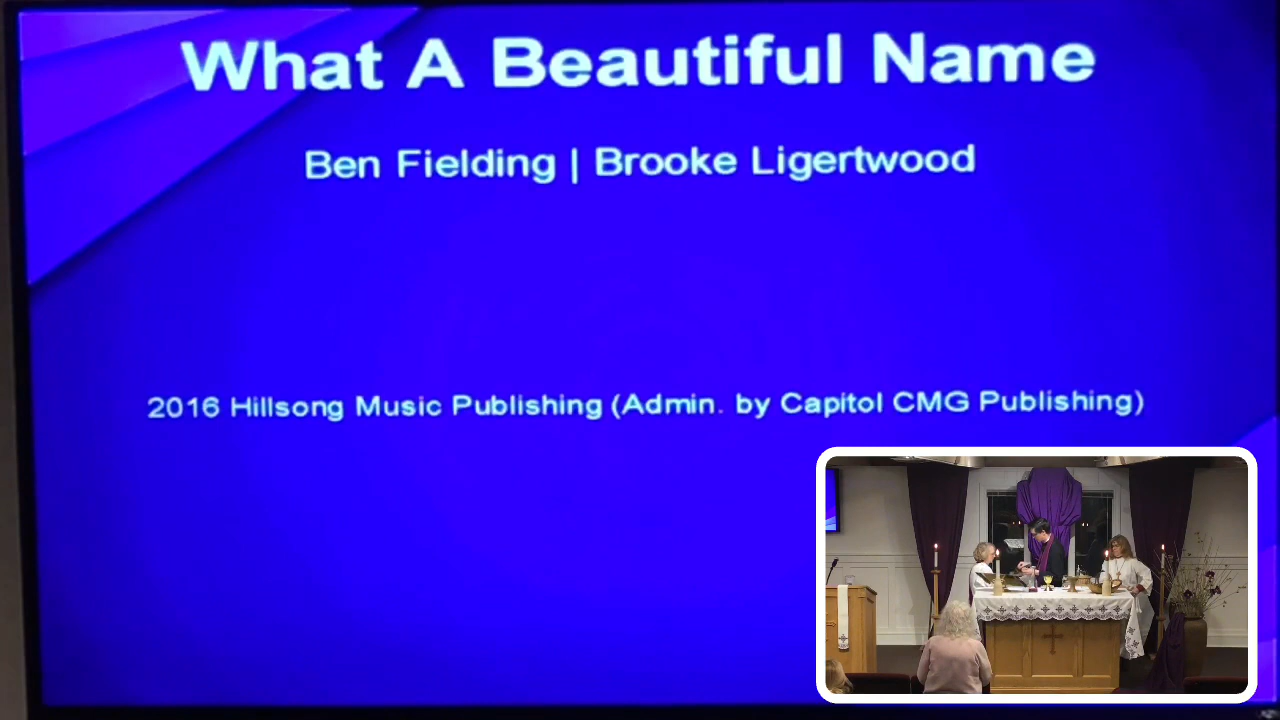 What A Beautiful Name
Ben Fielding | Brooke Ligertwood
2016 Hillsong Music Publishing (Admin. by Capitol CMG Publishing)